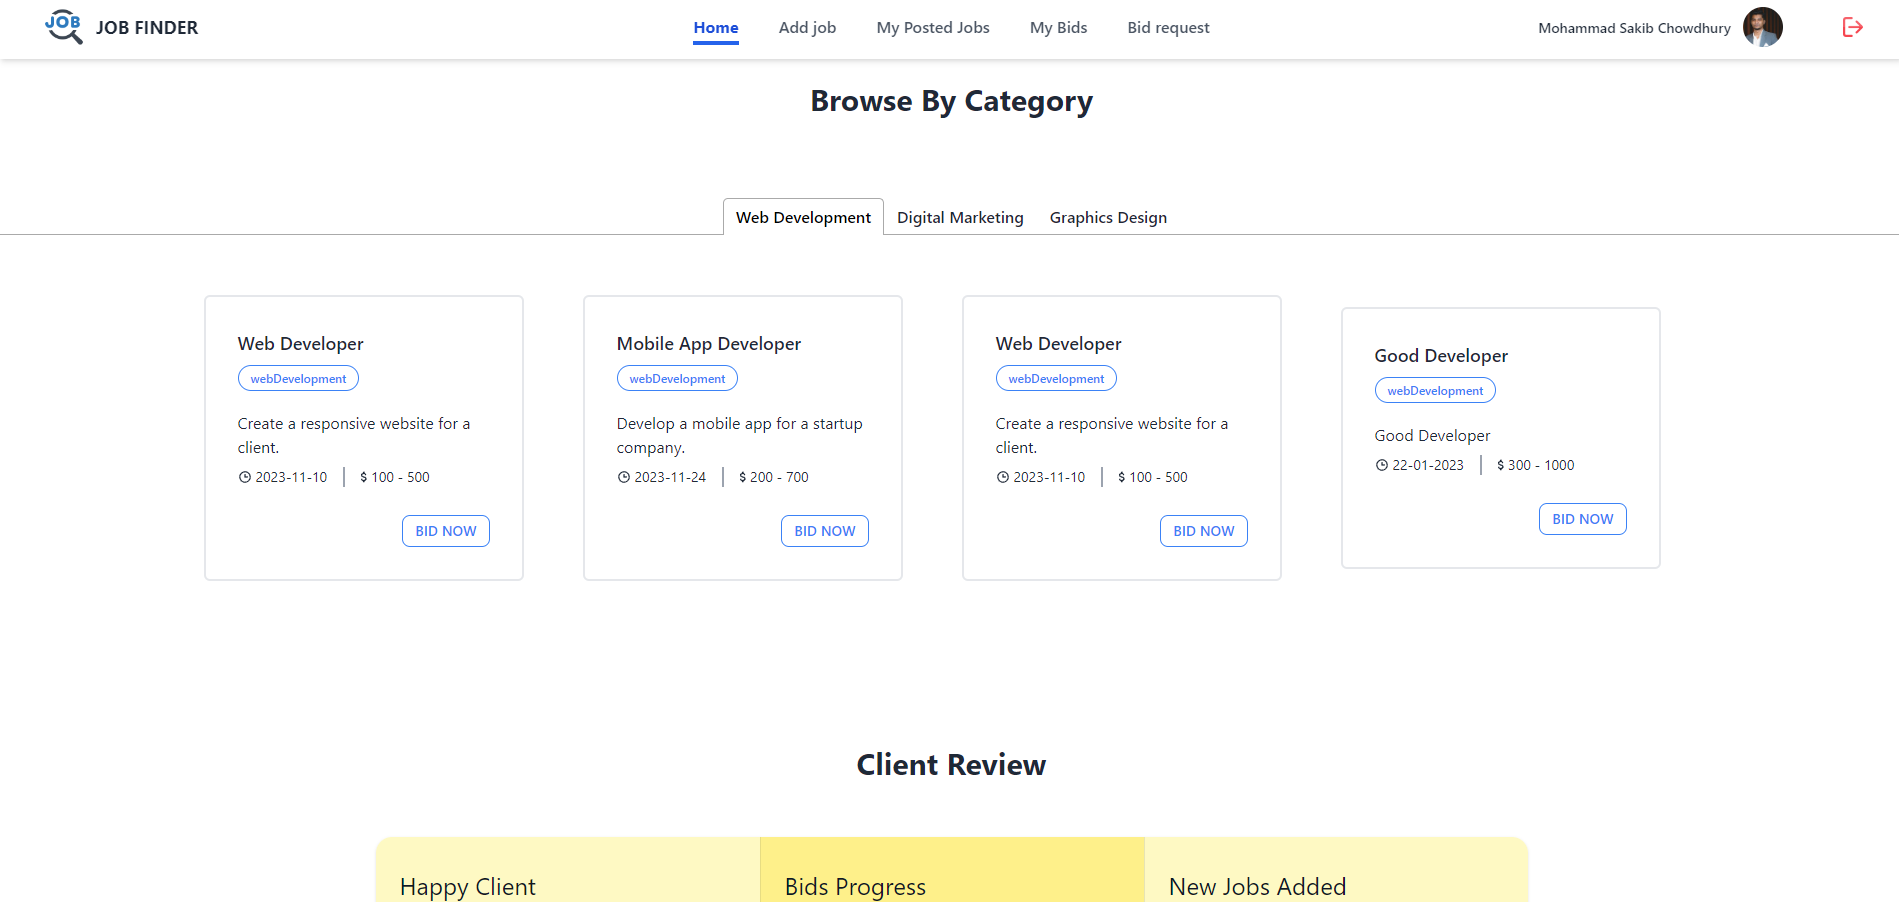 JOB
JOB FINDER
Home
Add job
My Posted Jobs
My Bids
Bid request
Mohammad Sakib Chowdhury
Browse By Category
Web Development
Digital Marketing
Graphics Design
Web Developer
webDevelopment
Create a responsive website for a
client.
2023-11-10
$ 100 - 500
BID NOW
Mobile App Developer
webDevelopment
Develop a mobile app for a startup
company.
2023-11-24
$ 200 - 700
BID NOW
Web Developer
webDevelopment
Create a responsive website for a
client.
2023-11-10
$ 100 - 500
BID NOW
Good Developer
webDevelopment
Good Developer
22-01-2023
$ 300 - 1000
BID NOW
Client Review
Happy Client
Bids Progress
New Jobs Added